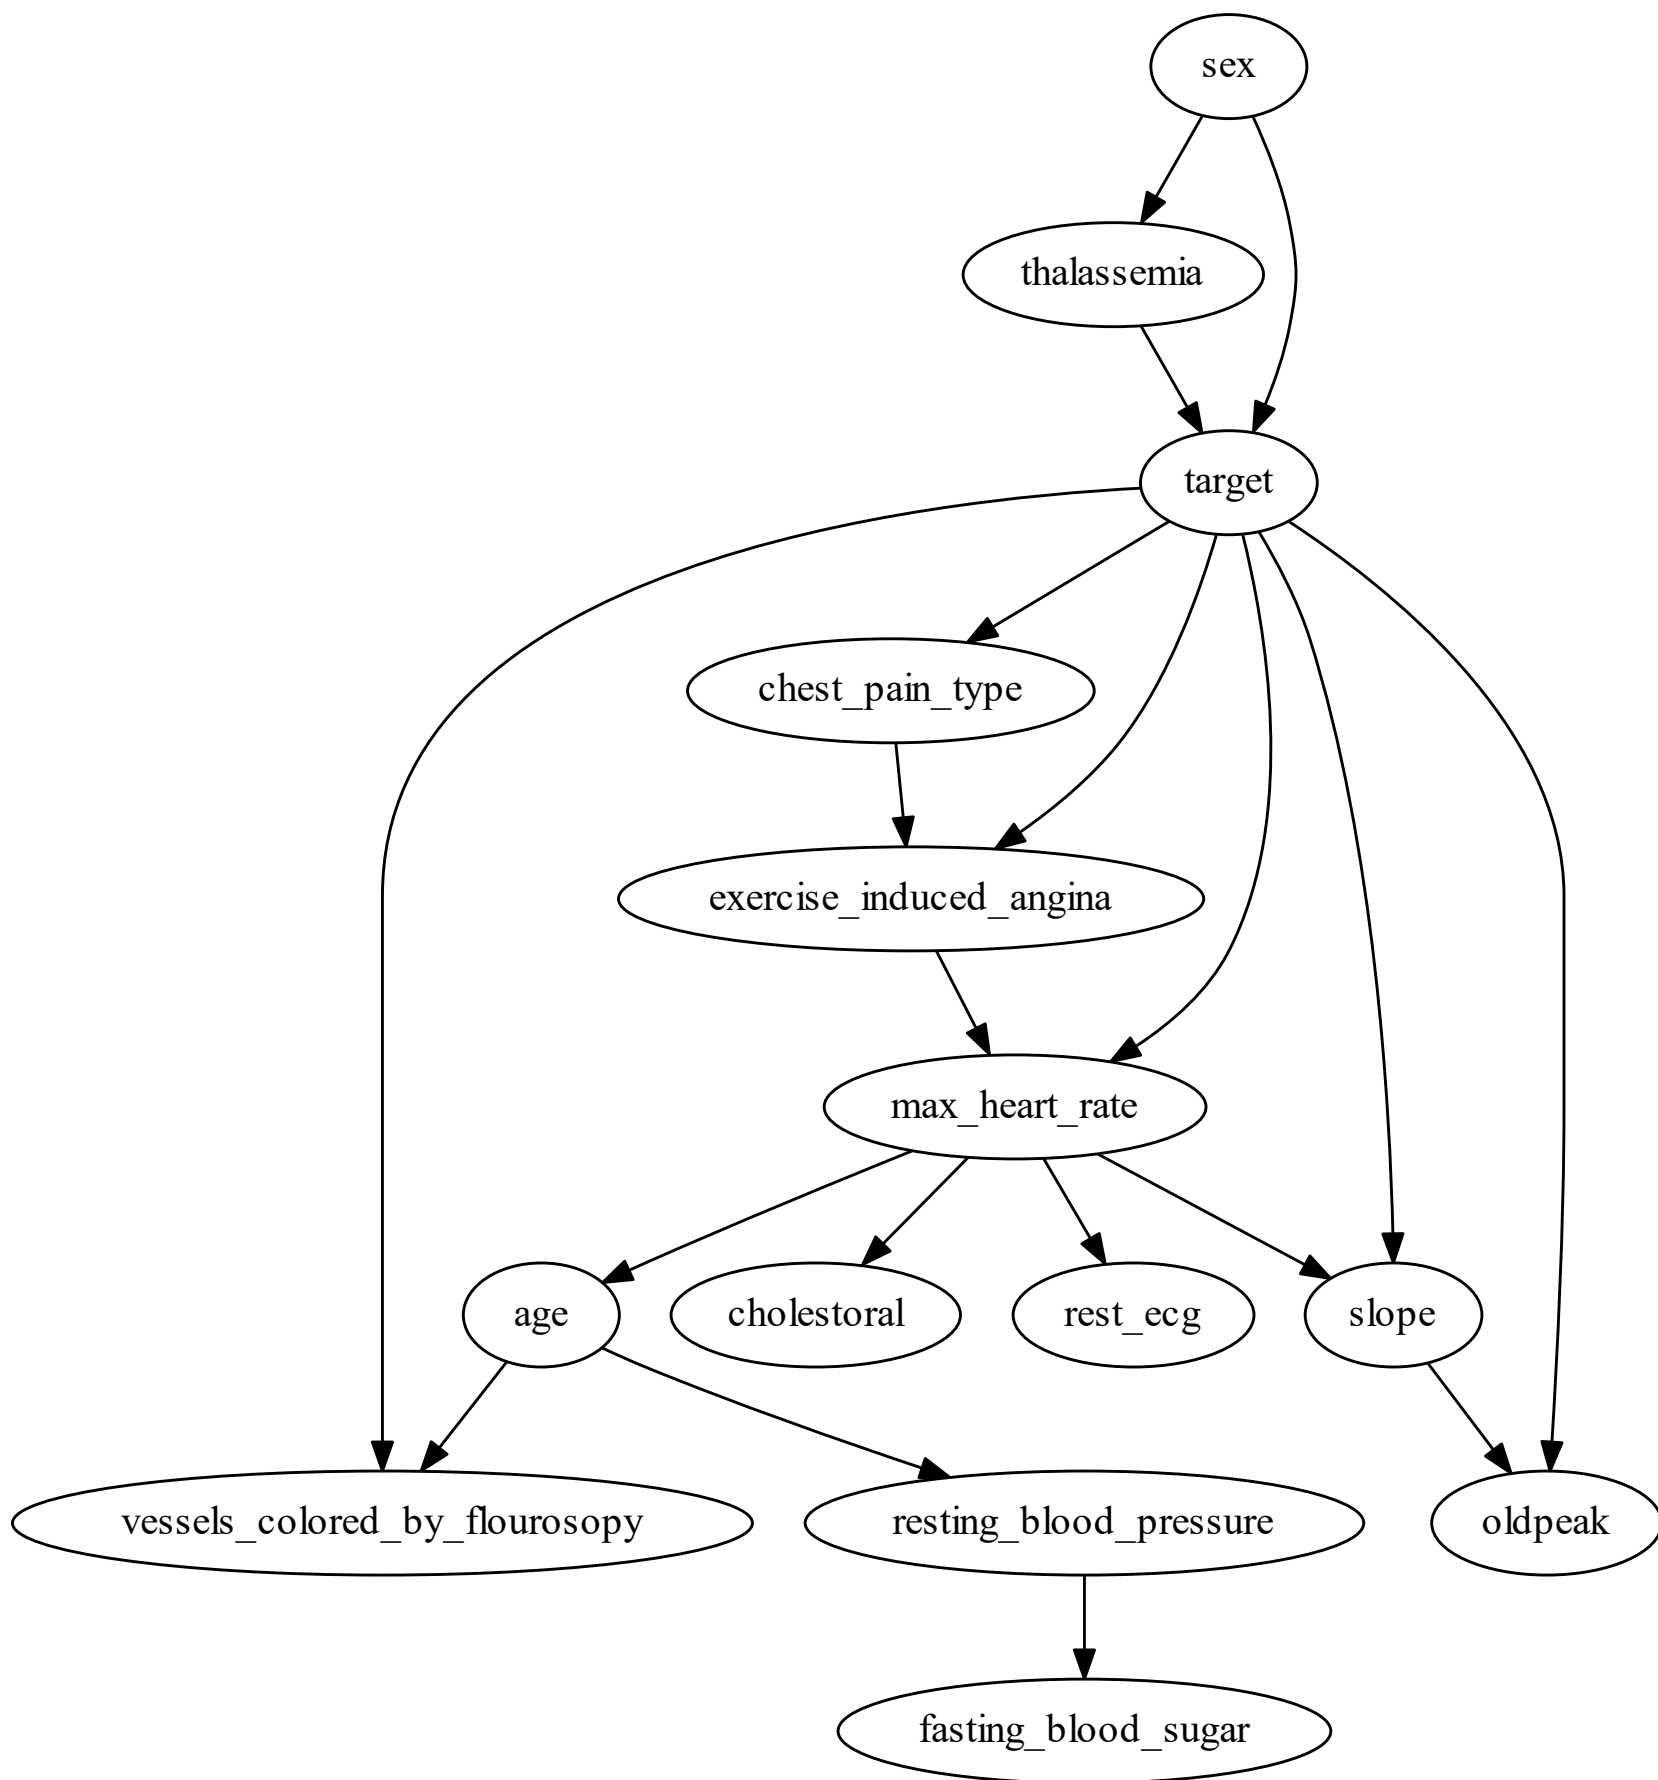 sex
thalassemia
target
chest_pain_type
exercise_induced_angina
max_heart_rate
age
cholestoral
rest_ecg
slope
vessels_colored_by_flourosopy
resting_blood_pressure
oldpeak
fasting_blood_sugar